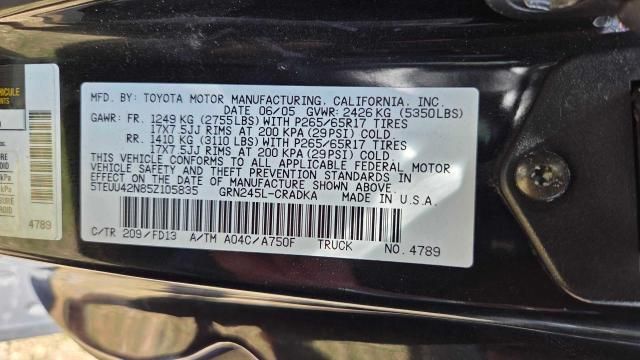 MFD. BY: TOYOTA MOTOR MANUFACTURING, CALIFORNIA, INC.
DATE 06/05 GVWR: 2426 KG (5350LBS)
GAWR: FR. 1249 KG (2755LBS) WITH P265/65R17 TIRES
17X7.5JJ RIMS AT 200 KPA (29PSI) COLD.
RR. 1410 KG (3110 LBS) WITH P265/65R17 TIRES
17X7.5JJ RIMS AT 200 KPA (29PSI) COLD.
THIS VEHICLE CONFORMS TO ALL APPLICABLE FEDERAL MOTOR
VEHICLE SAFETY AND THEFT PREVENTION STANDARDS IN
EFFECT ON THE DATE OF MANUFACTURE SHOWN ABOVE.
5TEUU42N85Z105835 GRN245L-CRADKA MADE IN U.S.A.
C/TR 209/FD13 A/TM A04C/A750F TRUCK NO. 4789
4789